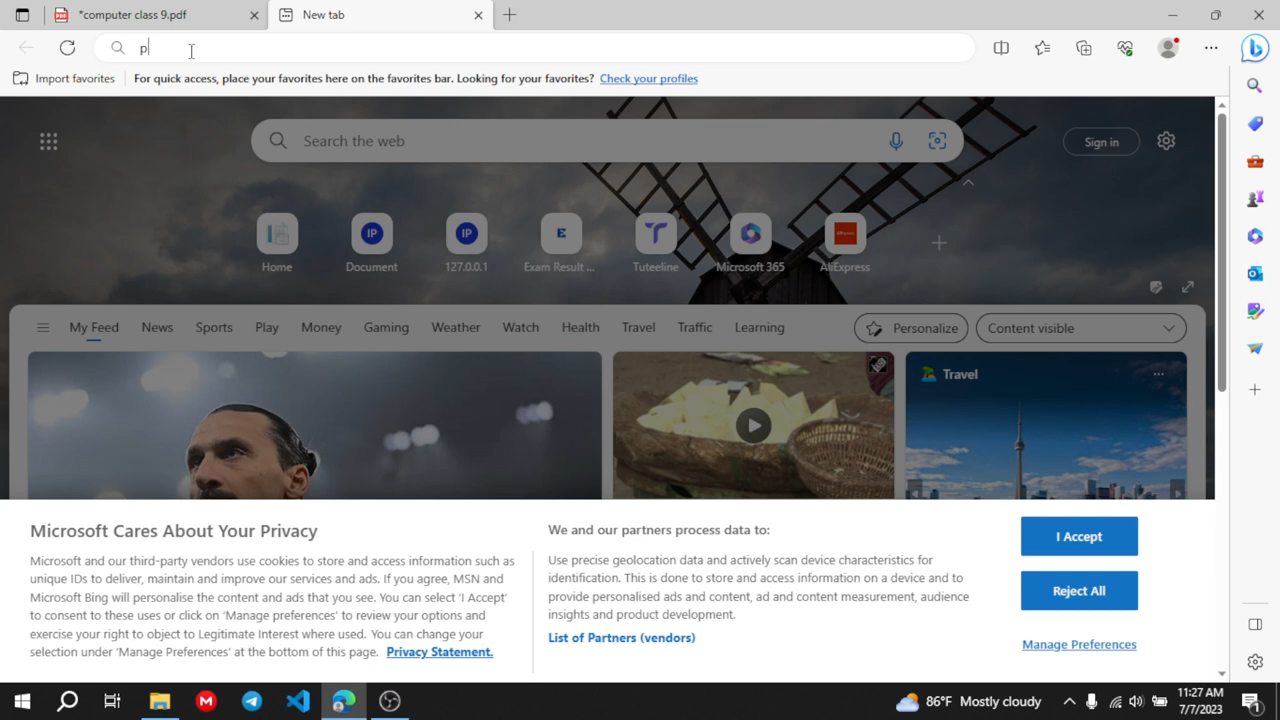 *computer class 9.pdf
New tab
p
Import favorites
For quick access, place your favorites here on the favorites bar. Looking for your favorites? Check your profiles
Search the web
Sign in
Home
Document
127.0.0.1
Exam Result ...
Tuteeline
Microsoft 365
AliExpress
My Feed
News
Sports
Play
Money
Gaming
Weather
Watch
Health
Travel
Traffic
Learning
Personalize
Content visible
Travel
Microsoft Cares About Your Privacy
Microsoft and our third-party vendors use cookies to store and access information such as
unique IDs to deliver, maintain and improve our services and ads. If you agree, MSN and
Microsoft Bing will personalise the content and ads that you see. You can select 'I Accept'
to consent to these uses or click on 'Manage preferences' to review your options and
exercise your right to object to Legitimate Interest where used. You can change your
selection under 'Manage Preferences' at the bottom of this page. Privacy Statement.
We and our partners process data to:
Use precise geolocation data and actively scan device characteristics for
identification. This is done to store and access information on a device and to
provide personalised ads and content, ad and content measurement, audience
insights and product development.
List of Partners (vendors)
I Accept
Reject All
Manage Preferences
86°F Mostly cloudy
11:27 AM
7/7/2023